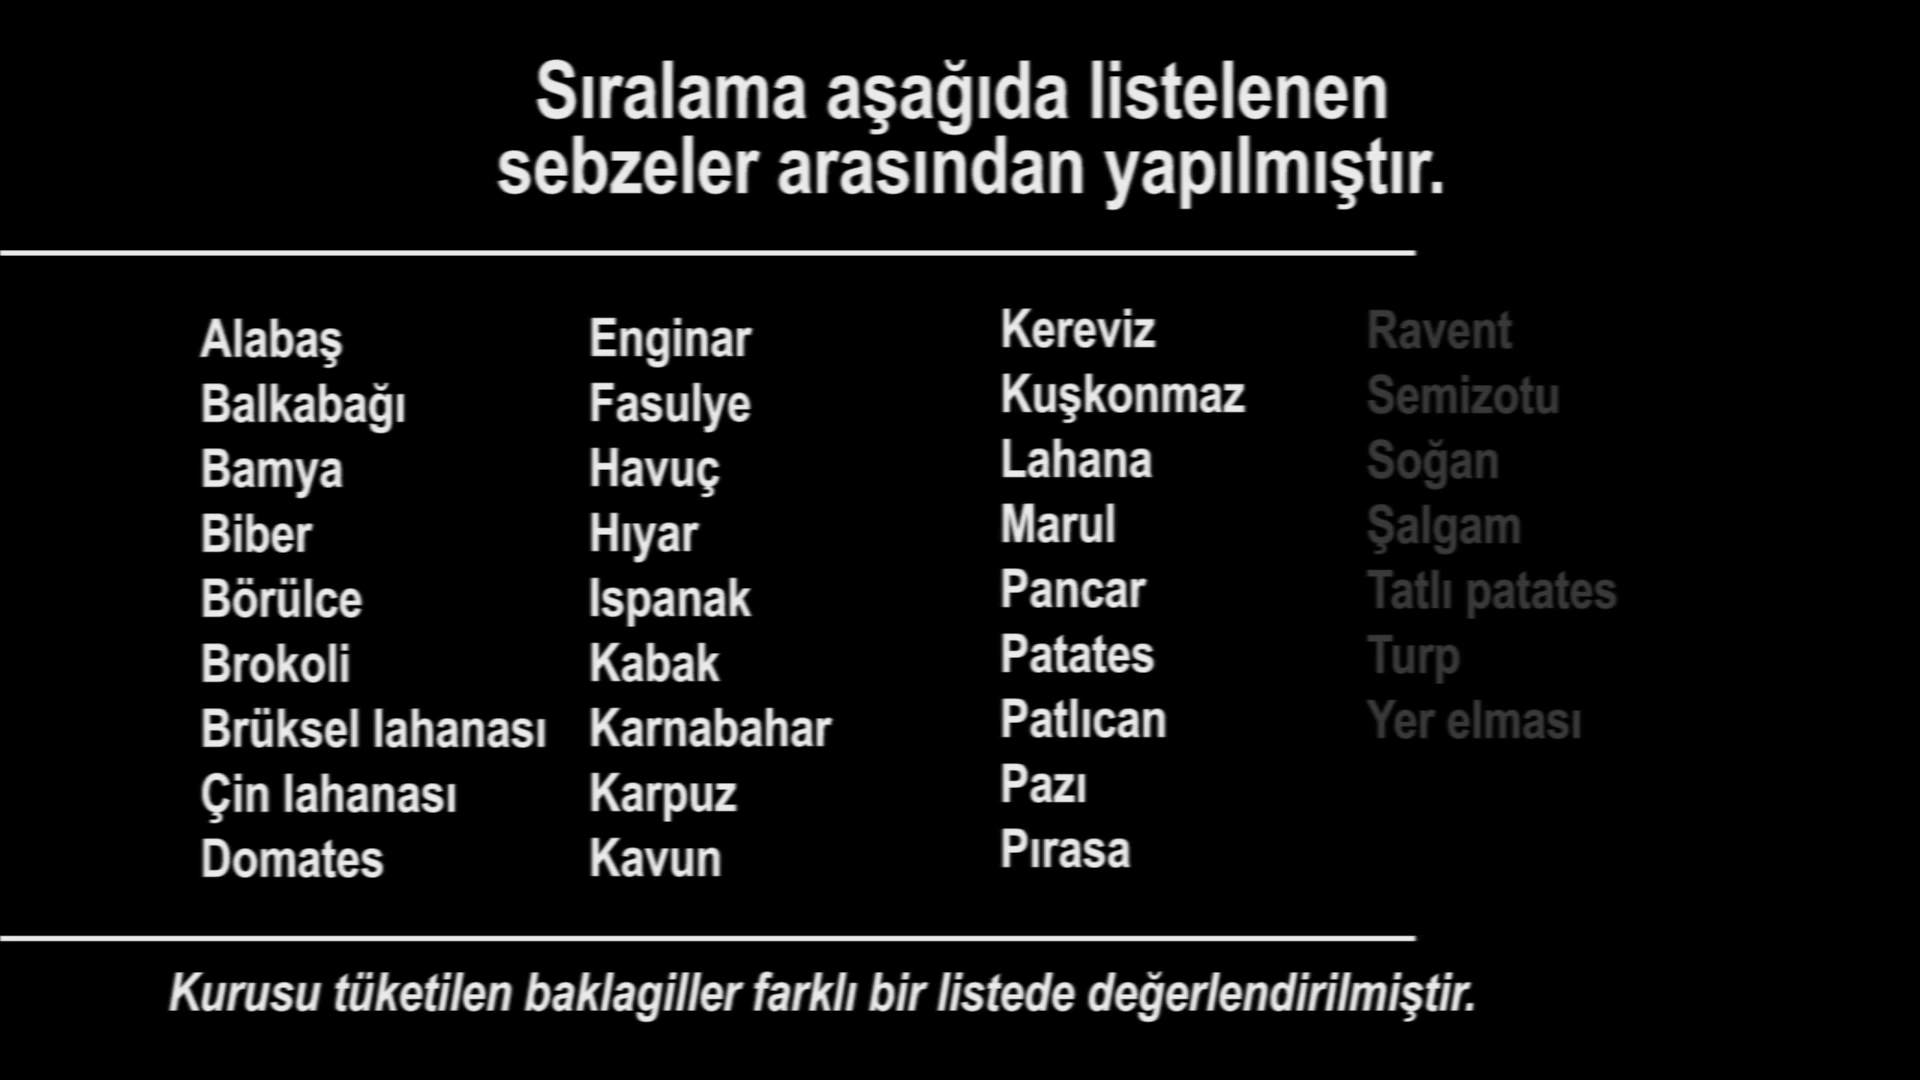 Sıralama aşağıda listelenen
sebzeler arasından yapılmıştır.
Alabaş
Balkabağı
Bamya
Biber
Börülce
Brokoli
Brüksel lahanası
Çin lahanası
Domates
Enginar
Fasulye
Havuç
Hıyar
Ispanak
Kabak
Karnabahar
Karpuz
Kavun
Kereviz
Kuşkonmaz
Lahana
Marul
Pancar
Patates
Patlıcan
Pazı
Pırasa
Ravent
Semizotu
Soğan
Şalgam
Tatlı patates
Turp
Yer elması
Kurusu tüketilen baklagiller farklı bir listede değerlendirilmiştir.